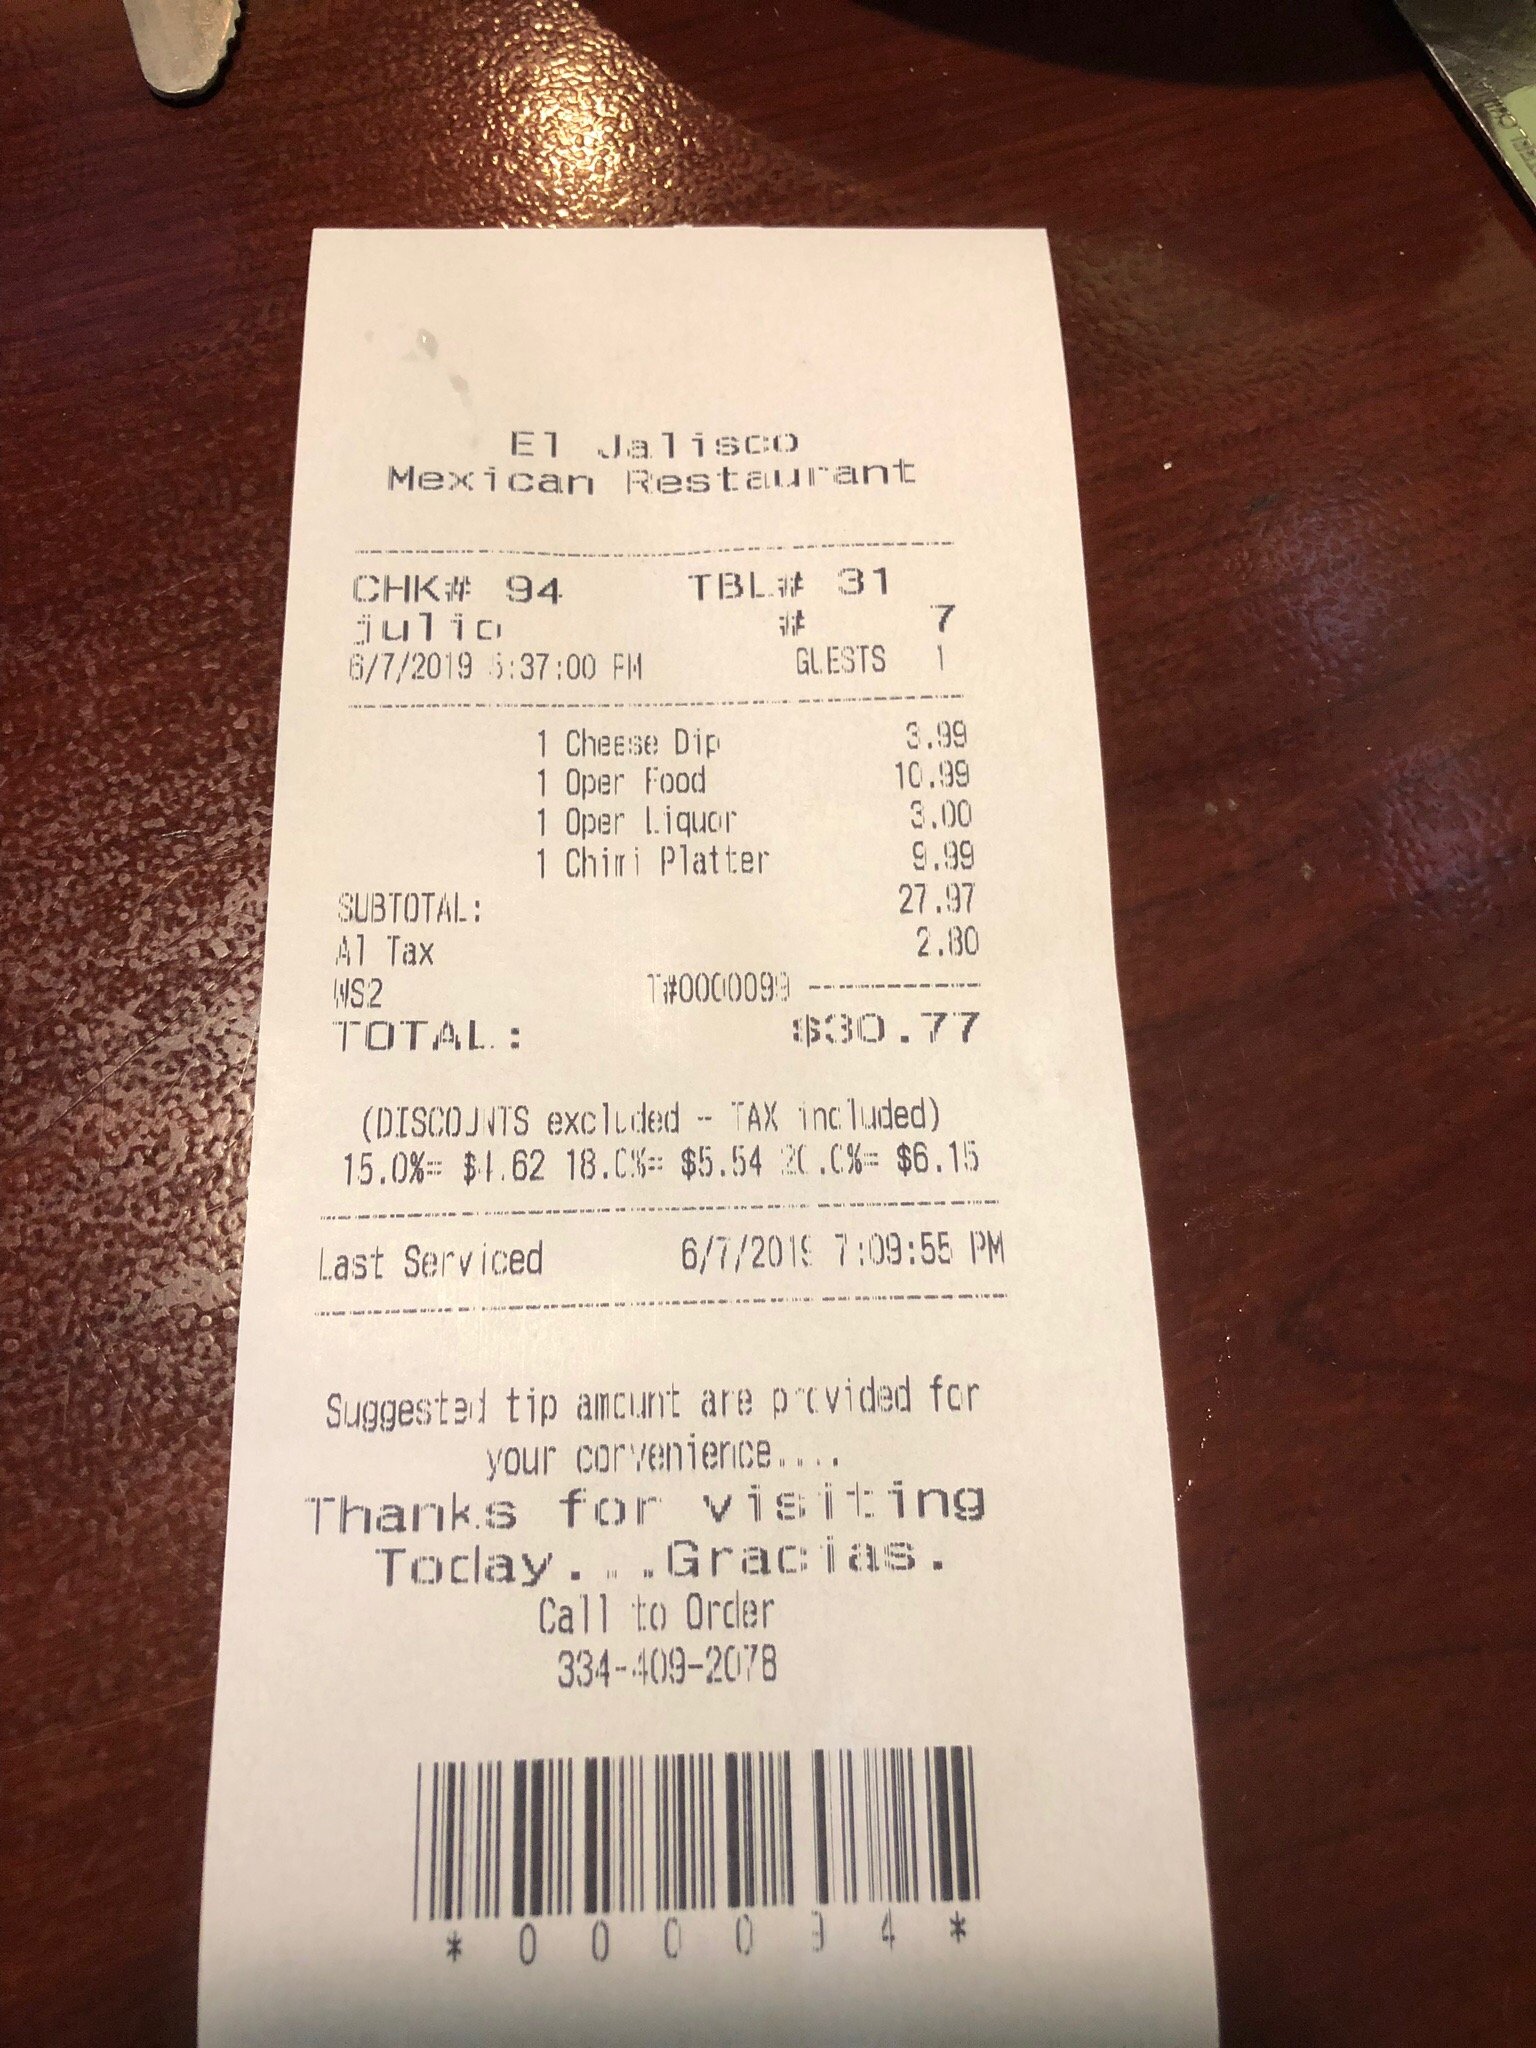 El Jalisco
Mexican Restaurant
CHK# 94 TBL# 31
julio # 7
6/7/2019 5:37:00 PM GUESTS 1
1 Cheese Dip 3.99
1 Open Food 10.99
1 Open Liquor 3.00
1 Chimi Platter 9.99
SUBTOTAL: 27.97
Al Tax 2.80
WS2 T#0000099 ------------
TOTAL: $30.77
(DISCOUNTS excluded - TAX included)
15.0%= $4.62 18.0%= $5.54 20.0%= $6.15
Last Serviced 6/7/2019 7:09:55 PM
Suggested tip amount are provided for
your convenience....
Thanks for visiting
Today....Gracias.
Call to Order
334-409-2078
*000094*